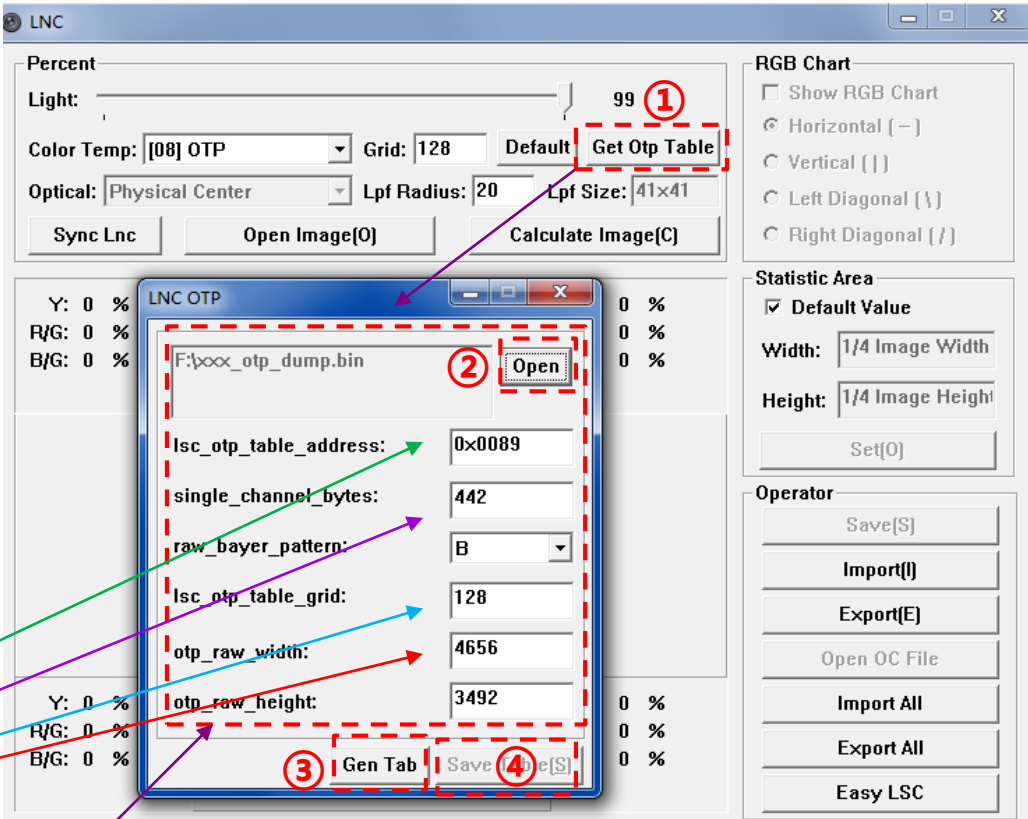 LNC
Percent
Light: 99 ①
Color Temp: [08] OTP Grid: 128 Default Get Otp Table
Optical: Physical Center Lpf Radius: 20 Lpf Size: 41×41
Sync Lnc Open Image(O) Calculate Image(C)
RGB Chart
Show RGB Chart
Horizontal (—)
Vertical (|)
Left Diagonal (\)
Right Diagonal (/)
Statistic Area
Default Value
Width: 1/4 Image Width
Height: 1/4 Image Height
Set(O)
Operator
Save(S)
Import(I)
Export(E)
Open OC File
Import All
Export All
Easy LSC
Y: 0 % 0 %
R/G: 0 % 0 %
B/G: 0 % 0 %
LNC OTP
F:\xxx_otp_dump.bin ② Open
lsc_otp_table_address: 0x0089
single_channel_bytes: 442
raw_bayer_pattern: B
lsc_otp_table_grid: 128
otp_raw_width: 4656
otp_raw_height: 3492
③ Gen Tab Save Table(S) ④
Y: 0 % 0 %
R/G: 0 % 0 %
B/G: 0 % 0 %